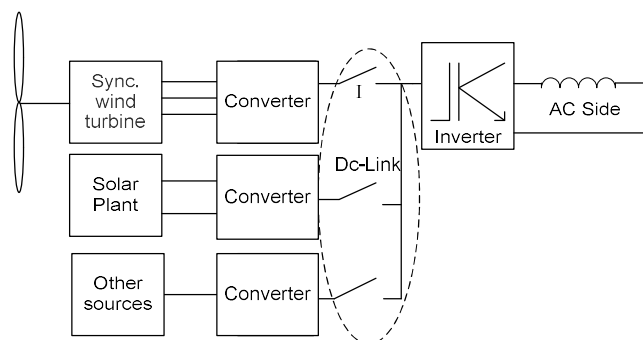 Sync.
wind
turbine
Converter
I
Inverter
AC Side
Dc-Link
Solar
Plant
Converter
Other
sources
Converter